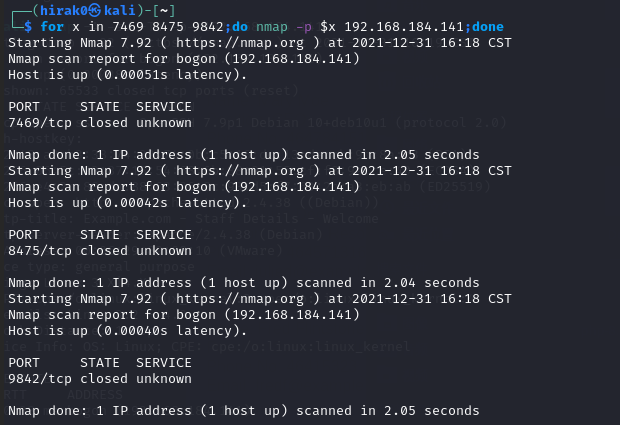 ┌──(hirak0㉿kali)-[~]
└─$ for x in 7469 8475 9842;do nmap -p $x 192.168.184.141;done
Starting Nmap 7.92 ( https://nmap.org ) at 2021-12-31 16:18 CST
Nmap scan report for bogon (192.168.184.141)
Host is up (0.00051s latency).
PORT     STATE  SERVICE
7469/tcp closed unknown
Nmap done: 1 IP address (1 host up) scanned in 2.05 seconds
Starting Nmap 7.92 ( https://nmap.org ) at 2021-12-31 16:18 CST
Nmap scan report for bogon (192.168.184.141)
Host is up (0.00042s latency).
PORT     STATE  SERVICE
8475/tcp closed unknown
Nmap done: 1 IP address (1 host up) scanned in 2.04 seconds
Starting Nmap 7.92 ( https://nmap.org ) at 2021-12-31 16:18 CST
Nmap scan report for bogon (192.168.184.141)
Host is up (0.00040s latency).
PORT     STATE  SERVICE
9842/tcp closed unknown
Nmap done: 1 IP address (1 host up) scanned in 2.05 seconds